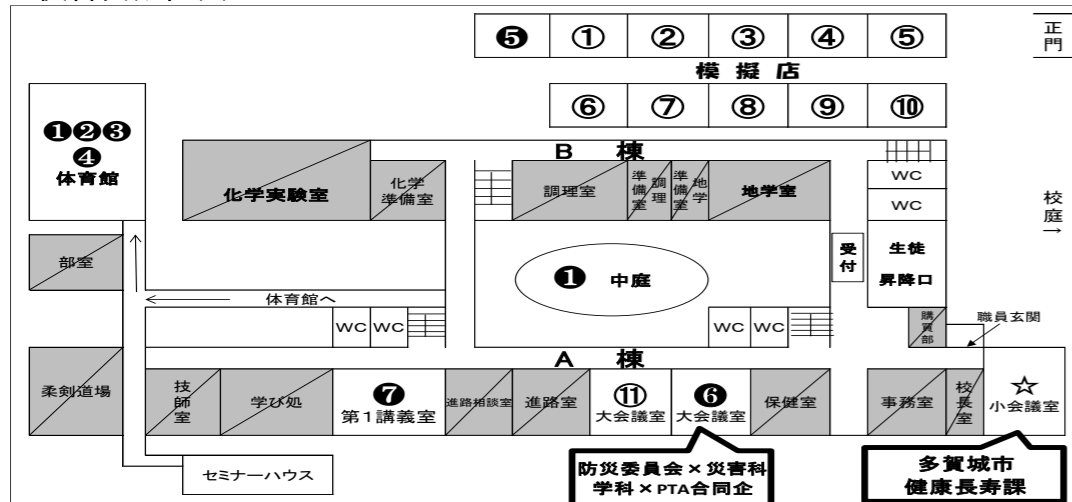 ❺ ① ② ③ ④ ⑤
正門
模擬店
⑥ ⑦ ⑧ ⑨ ⑩
❶❷❸
❹
体育館
B 棟
化学実験室
化学
準備室
調理室
調理
準備室
地学
準備室
地学室
WC
WC
校庭→
部室
❶ 中庭
受付
生徒
昇降口
体育館へ
WC WC
WC WC
購買部
職員玄関
A 棟
柔剣道場
技師室
学び処
❼
第1講義室
進路相談室
進路室
⑪
大会議室
❻
大会議室
保健室
事務室
校長室
☆
小会議室
セミナーハウス
防災委員会×災害科
学科×PTA合同企
多賀城市
健康長寿課